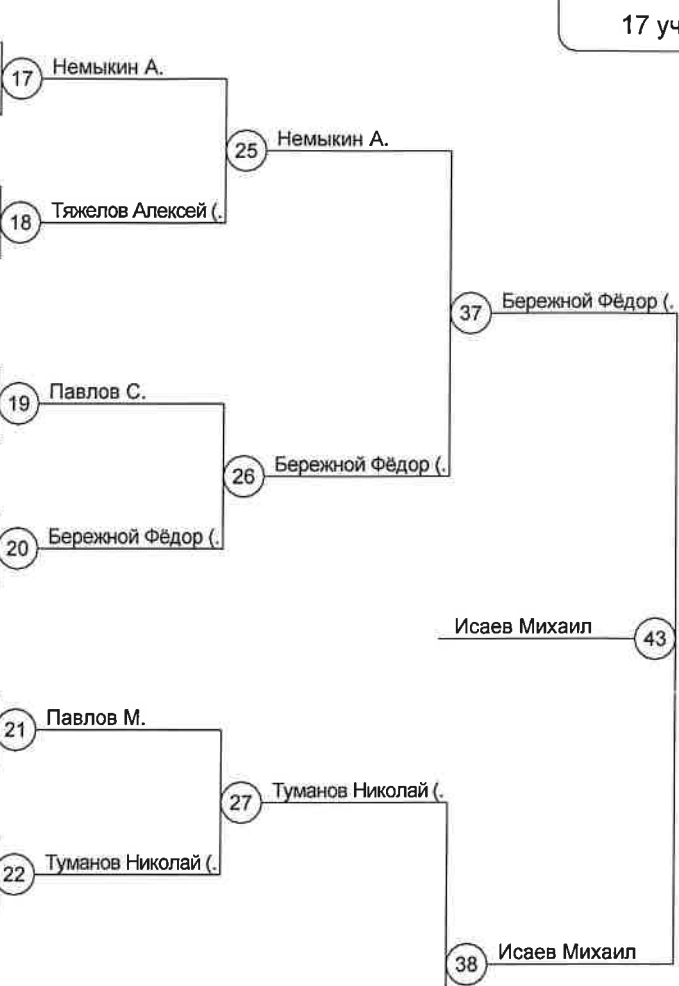 17 уч
17 Немыкин А.
25 Немыкин А.
18 Тяжелов Алексей (.
37 Бережной Фёдор (.
19 Павлов С.
26 Бережной Фёдор (.
20 Бережной Фёдор (.
Исаев Михаил 43
21 Павлов М.
27 Туманов Николай (.
22 Туманов Николай (.
38 Исаев Михаил